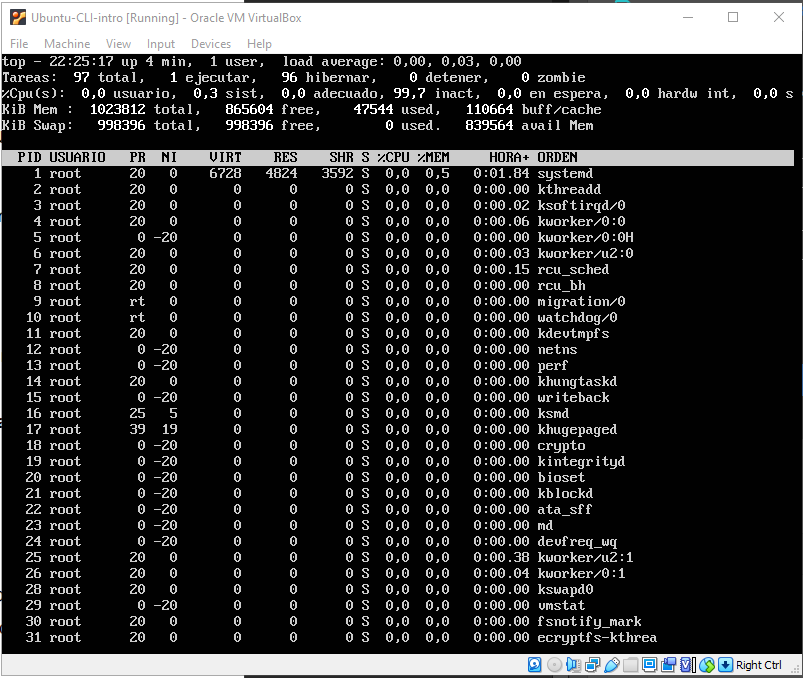 Ubuntu-CLI-intro [Running] - Oracle VM VirtualBox
File Machine View Input Devices Help
top - 22:25:17 up 4 min, 1 user, load average: 0,00, 0,03, 0,00
Tareas: 97 total, 1 ejecutar, 96 hibernar, 0 detener, 0 zombie
%Cpu(s): 0,0 usuario, 0,3 sist, 0,0 adecuado, 99,7 inact, 0,0 en espera, 0,0 hardw int, 0,0 s
KiB Mem : 1023812 total, 865604 free, 47544 used, 110664 buff/cache
KiB Swap: 998396 total, 998396 free, 0 used. 839564 avail Mem
PID USUARIO PR NI VIRT RES SHR S %CPU %MEM HORA+ ORDEN
1 root 20 0 6728 4824 3592 S 0,0 0,5 0:01.84 systemd
2 root 20 0 0 0 0 S 0,0 0,0 0:00.00 kthreadd
3 root 20 0 0 0 0 S 0,0 0,0 0:00.02 ksoftirqd/0
4 root 20 0 0 0 0 S 0,0 0,0 0:00.06 kworker/0:0
5 root 0 -20 0 0 0 S 0,0 0,0 0:00.00 kworker/0:0H
6 root 20 0 0 0 0 S 0,0 0,0 0:00.03 kworker/u2:0
7 root 20 0 0 0 0 S 0,0 0,0 0:00.15 rcu_sched
8 root 20 0 0 0 0 S 0,0 0,0 0:00.00 rcu_bh
9 root rt 0 0 0 0 S 0,0 0,0 0:00.00 migration/0
10 root rt 0 0 0 0 S 0,0 0,0 0:00.00 watchdog/0
11 root 20 0 0 0 0 S 0,0 0,0 0:00.00 kdevtmpfs
12 root 0 -20 0 0 0 S 0,0 0,0 0:00.00 netns
13 root 0 -20 0 0 0 S 0,0 0,0 0:00.00 perf
14 root 20 0 0 0 0 S 0,0 0,0 0:00.00 khungtaskd
15 root 0 -20 0 0 0 S 0,0 0,0 0:00.00 writeback
16 root 25 5 0 0 0 S 0,0 0,0 0:00.00 ksmd
17 root 39 19 0 0 0 S 0,0 0,0 0:00.00 khugepaged
18 root 0 -20 0 0 0 S 0,0 0,0 0:00.00 crypto
19 root 0 -20 0 0 0 S 0,0 0,0 0:00.00 kintegrityd
20 root 0 -20 0 0 0 S 0,0 0,0 0:00.00 bioset
21 root 0 -20 0 0 0 S 0,0 0,0 0:00.00 kblockd
22 root 0 -20 0 0 0 S 0,0 0,0 0:00.00 ata_sff
23 root 0 -20 0 0 0 S 0,0 0,0 0:00.00 md
24 root 0 -20 0 0 0 S 0,0 0,0 0:00.00 devfreq_wq
25 root 20 0 0 0 0 S 0,0 0,0 0:00.38 kworker/u2:1
26 root 20 0 0 0 0 S 0,0 0,0 0:00.04 kworker/0:1
28 root 20 0 0 0 0 S 0,0 0,0 0:00.00 kswapd0
29 root 0 -20 0 0 0 S 0,0 0,0 0:00.00 vmstat
30 root 20 0 0 0 0 S 0,0 0,0 0:00.00 fsnotify_mark
31 root 20 0 0 0 0 S 0,0 0,0 0:00.00 ecryptfs-kthrea
Right Ctrl